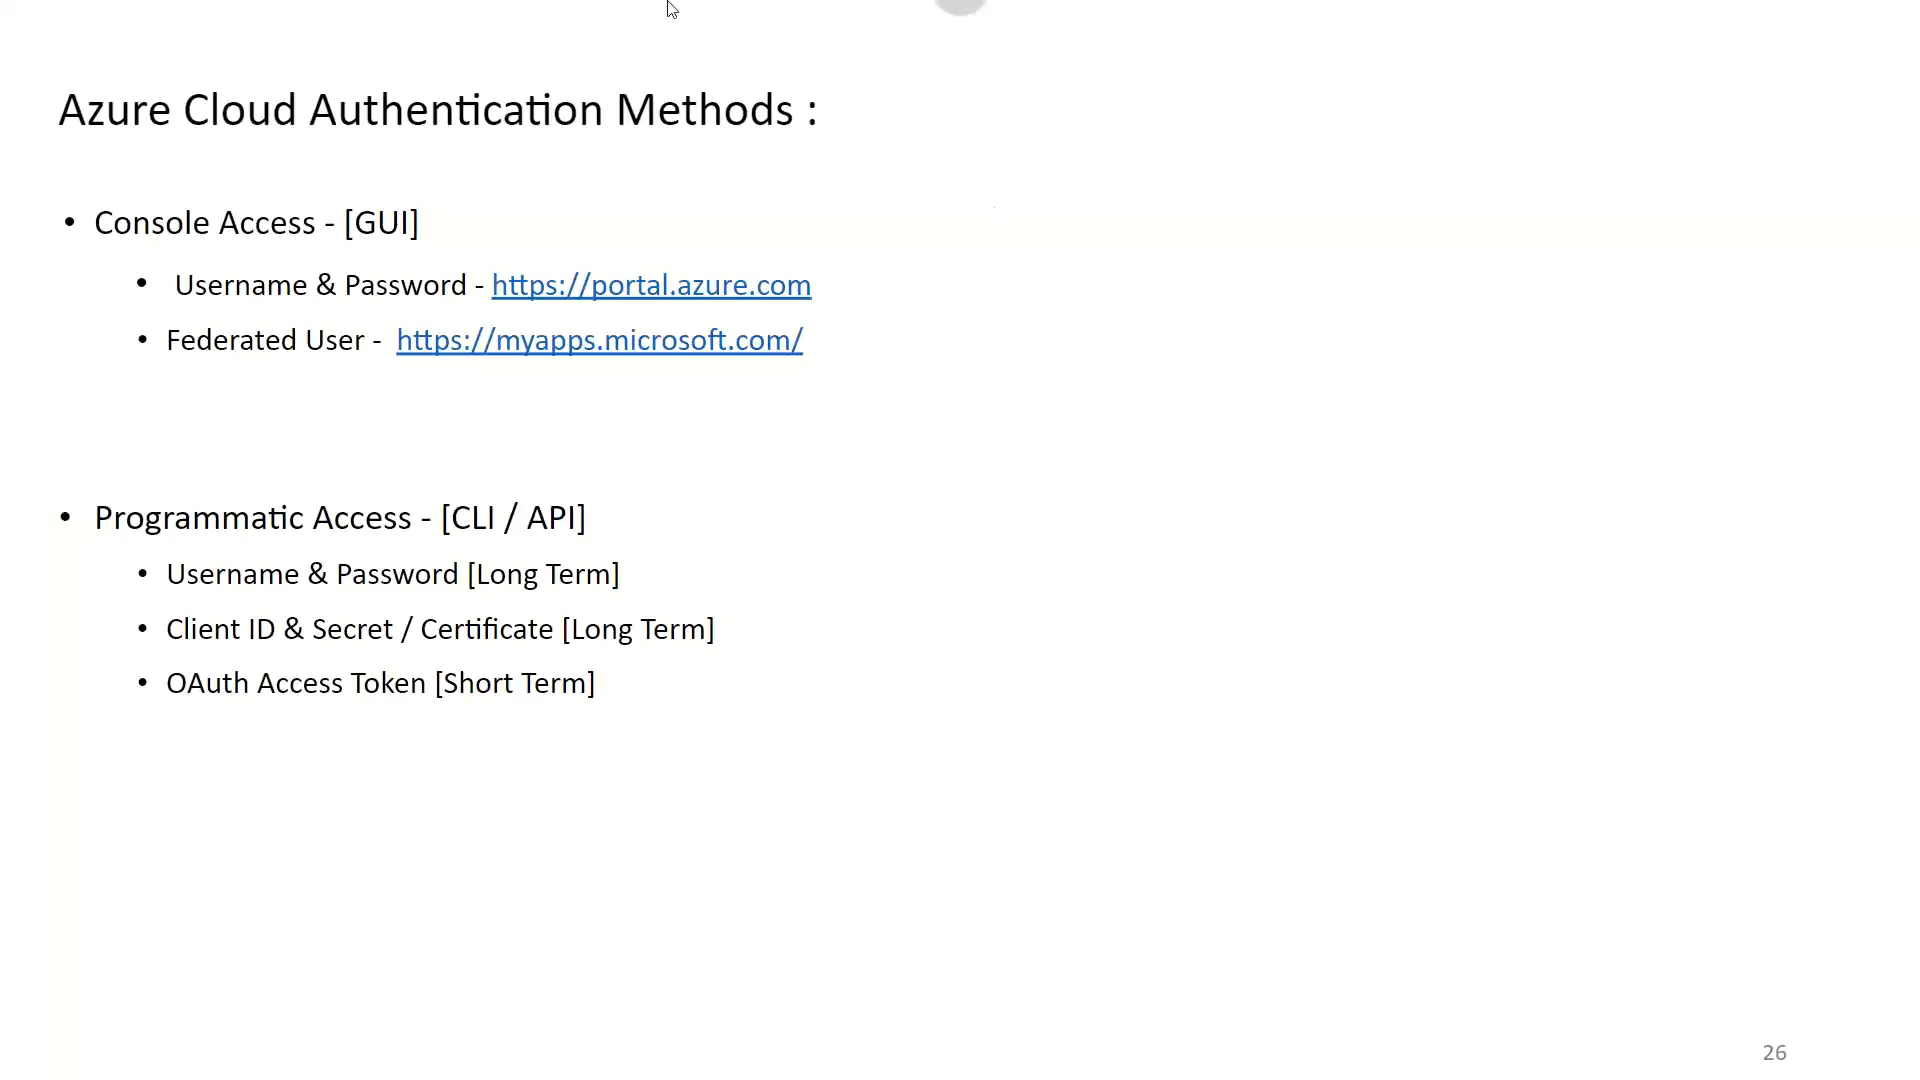 Azure Cloud Authentication Methods :
• Console Access - [GUI]
• Username & Password - https://portal.azure.com
• Federated User - https://myapps.microsoft.com/
• Programmatic Access - [CLI / API]
• Username & Password [Long Term]
• Client ID & Secret / Certificate [Long Term]
• OAuth Access Token [Short Term]
26